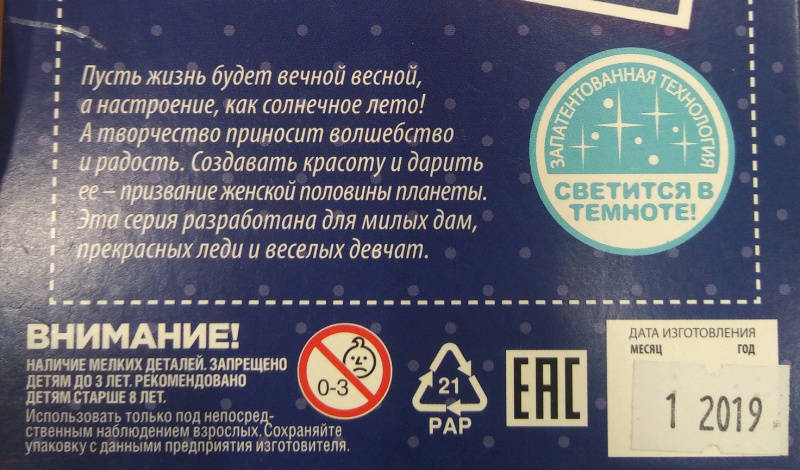 Пусть жизнь будет вечной весной,
а настроение, как солнечное лето!
А творчество приносит волшебство
и радость. Создавать красоту и дарить
ее – призвание женской половины планеты.
Эта серия разработана для милых дам,
прекрасных леди и веселых девчат.
ЗАПАТЕНТОВАННАЯ ТЕХНОЛОГИЯ
СВЕТИТСЯ В
ТЕМНОТЕ!
ВНИМАНИЕ!
НАЛИЧИЕ МЕЛКИХ ДЕТАЛЕЙ. ЗАПРЕЩЕНО
ДЕТЯМ ДО 3 ЛЕТ. РЕКОМЕНДОВАНО
ДЕТЯМ СТАРШЕ 8 ЛЕТ.
Использовать только под непосред-
ственным наблюдением взрослых. Сохраняйте
упаковку с данными предприятия изготовителя.
0-3
21
PAP
EAC
ДАТА ИЗГОТОВЛЕНИЯ
МЕСЯЦ ГОД
1 2019